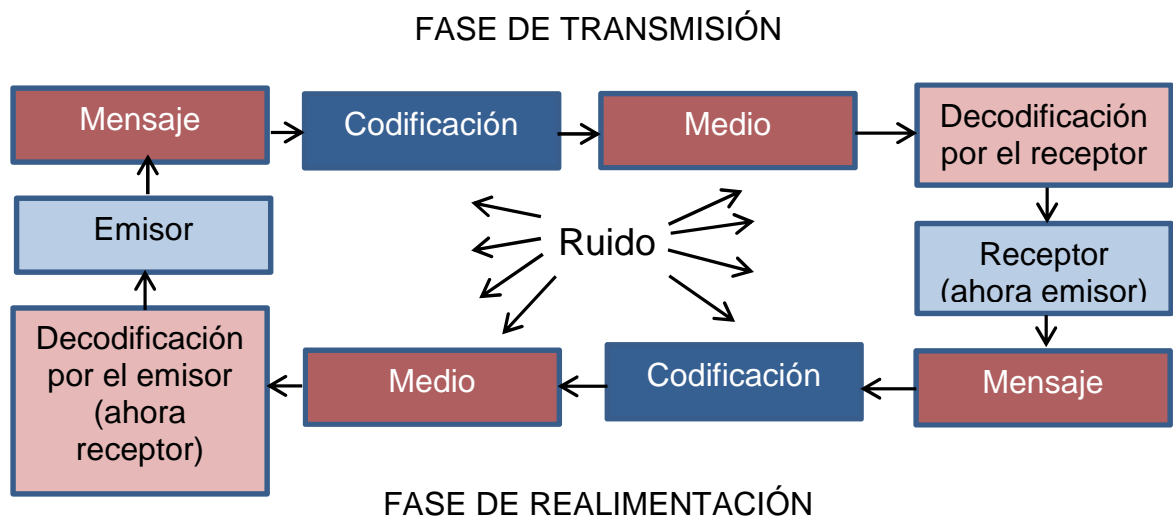 FASE DE TRANSMISIÓN
Mensaje
Codificación
Medio
Decodificación
por el receptor
Emisor
Ruido
Receptor
(ahora emisor)
Decodificación
por el emisor
(ahora
receptor)
Medio
Codificación
Mensaje
FASE DE REALIMENTACIÓN